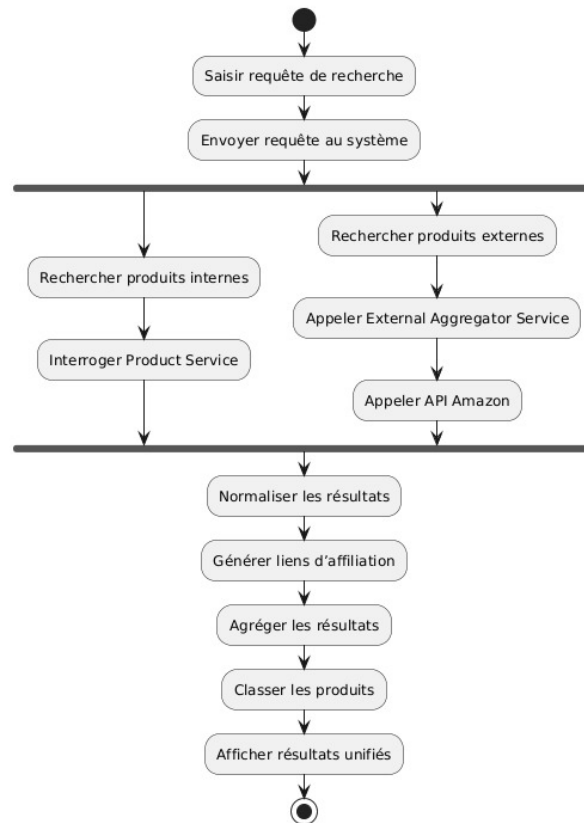 Saisir requête de recherche
Envoyer requête au système
Rechercher produits externes
Rechercher produits internes
Appeler External Aggregator Service
Interroger Product Service
Appeler API Amazon
Normaliser les résultats
Générer liens d’affiliation
Agréger les résultats
Classer les produits
Afficher résultats unifiés